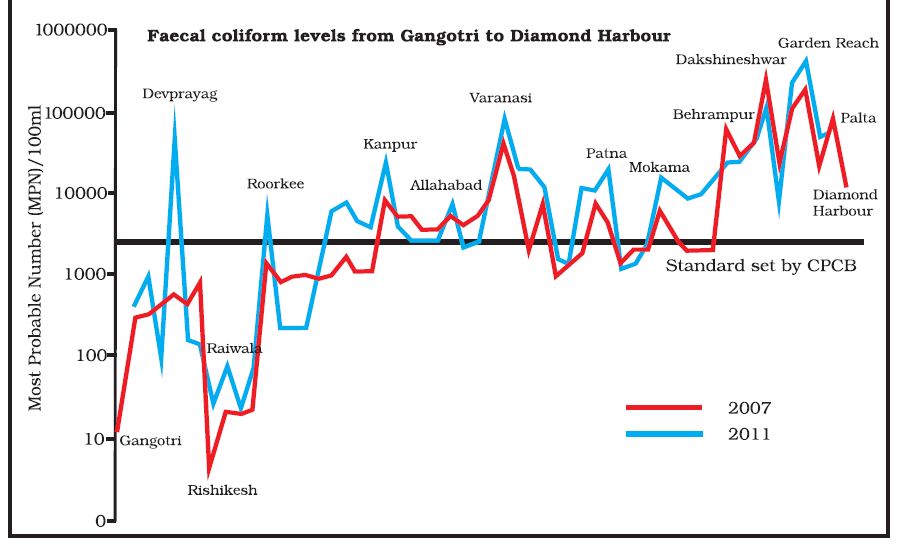 Faecal coliform levels from Gangotri to Diamond Harbour
Most Probable Number (MPN)/100ml
1000000
100000
10000
1000
100
10
0
Gangotri
Devprayag
Rishikesh
Raiwala
Roorkee
Kanpur
Allahabad
Varanasi
Patna
Mokama
Behrampur
Dakshineshwar
Garden Reach
Palta
Diamond
Harbour
Standard set by CPCB
2007
2011